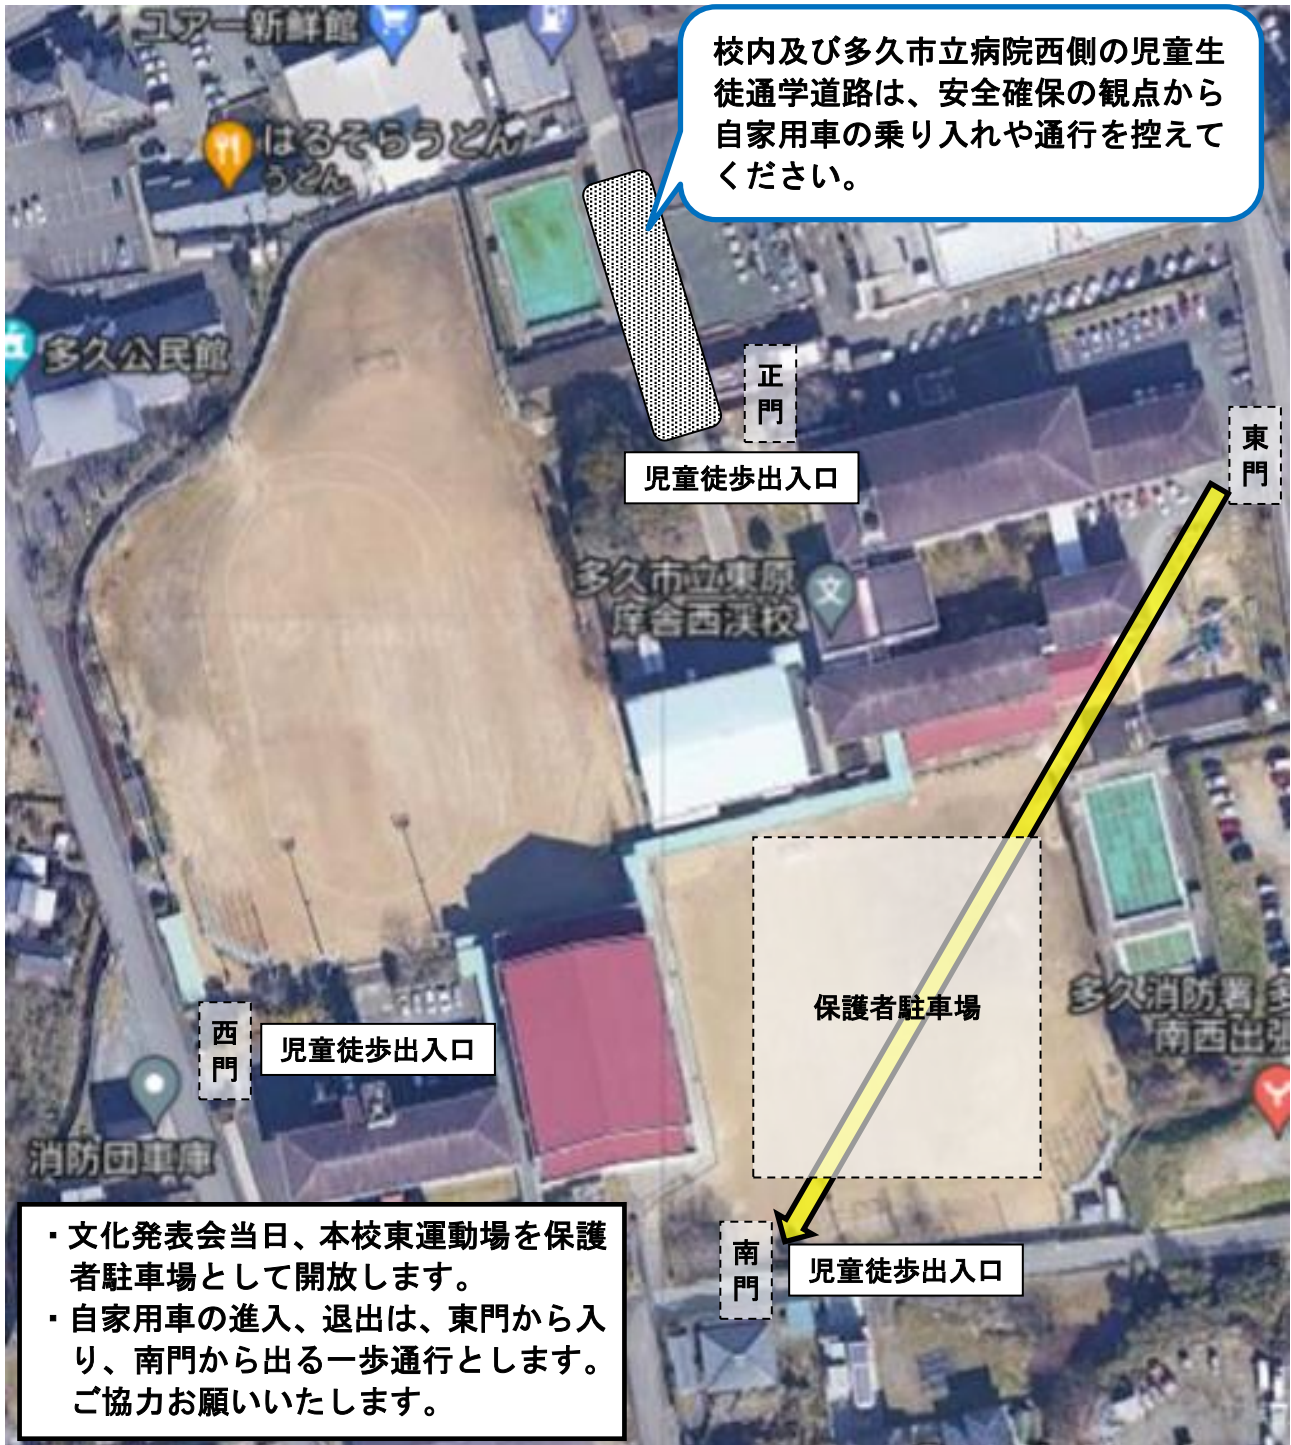 ユアー新鮮館
校内及び多久市立病院西側の児童生
徒通学道路は、安全確保の観点から
自家用車の乗り入れや通行を控えて
ください。
はるそらうどん
うどん
多久公民館
正門
東門
児童徒歩出入口
多久市立東原
庠舎西渓校
文
保護者駐車場
多久消防署 多
南西出張
西門
児童徒歩出入口
消防団車庫
・文化発表会当日、本校東運動場を保護
者駐車場として開放します。
・自家用車の進入、退出は、東門から入
り、南門から出る一歩通行とします。
ご協力お願いいたします。
南門
児童徒歩出入口